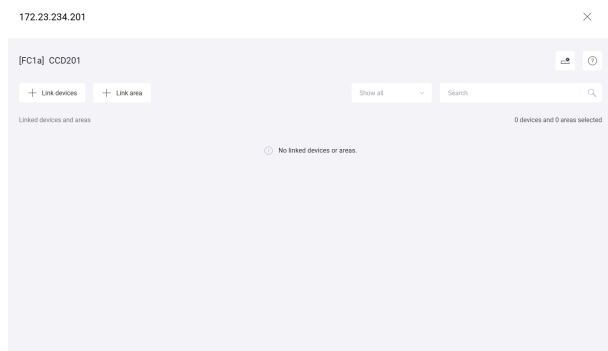 172.23.234.201
[FC1a] CCD201
Link devices
Link area
Show all
Search
Linked devices and areas
0 devices and 0 areas selected
No linked devices or areas.